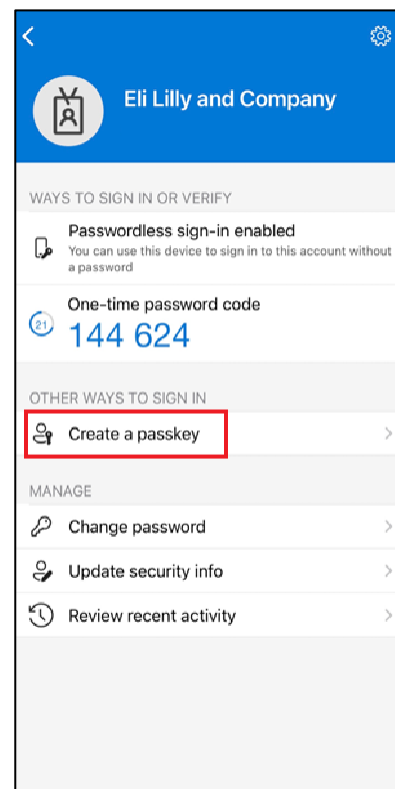 Eli Lilly and Company
WAYS TO SIGN IN OR VERIFY
Passwordless sign-in enabled
You can use this device to sign in to this account without
a password
One-time password code
21
144 624
OTHER WAYS TO SIGN IN
Create a passkey
MANAGE
Change password
Update security info
Review recent activity